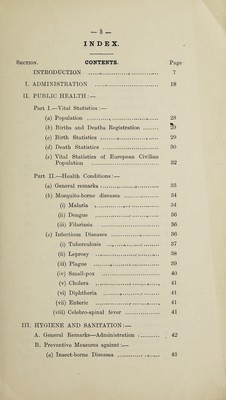 — 3 —
INDEX.
Section. CONTENTS. Page
INTRODUCTION 7
I. ADMINISTRATION 18
II. PUBLIC HEALTH:—
Part I.—Vital Statistics:—
(a) Population 28
(b) Births and Deaths Registration 29
(c) Birth Statistics 29
(d) Death Statistics 30
(e) Vital Statistics of European Civilian
Population 32
Part II.—Health Conditions:—
(a) General remarks 33
(b) Mosquito-borne diseases 34
(i) Malaria 34
(ii) Dengue 36
(iii) Filariasis 36
(c) Infectious Diseases 36
(i) Tuberculosis 37
(ii) Leprosy 38
(iii) Plague 39
(iv) Small-pox 40
(v) Cholera 41
(vi) Diphtheria 41
(vii) Enteric 41
(viii) Celebro-spinal fever 41
III. HYGIENE AND SANITATION:—
A. General Remarks—Administration 42
B. Preventive Measures against:—
(a) Insect-borne Diseases 45